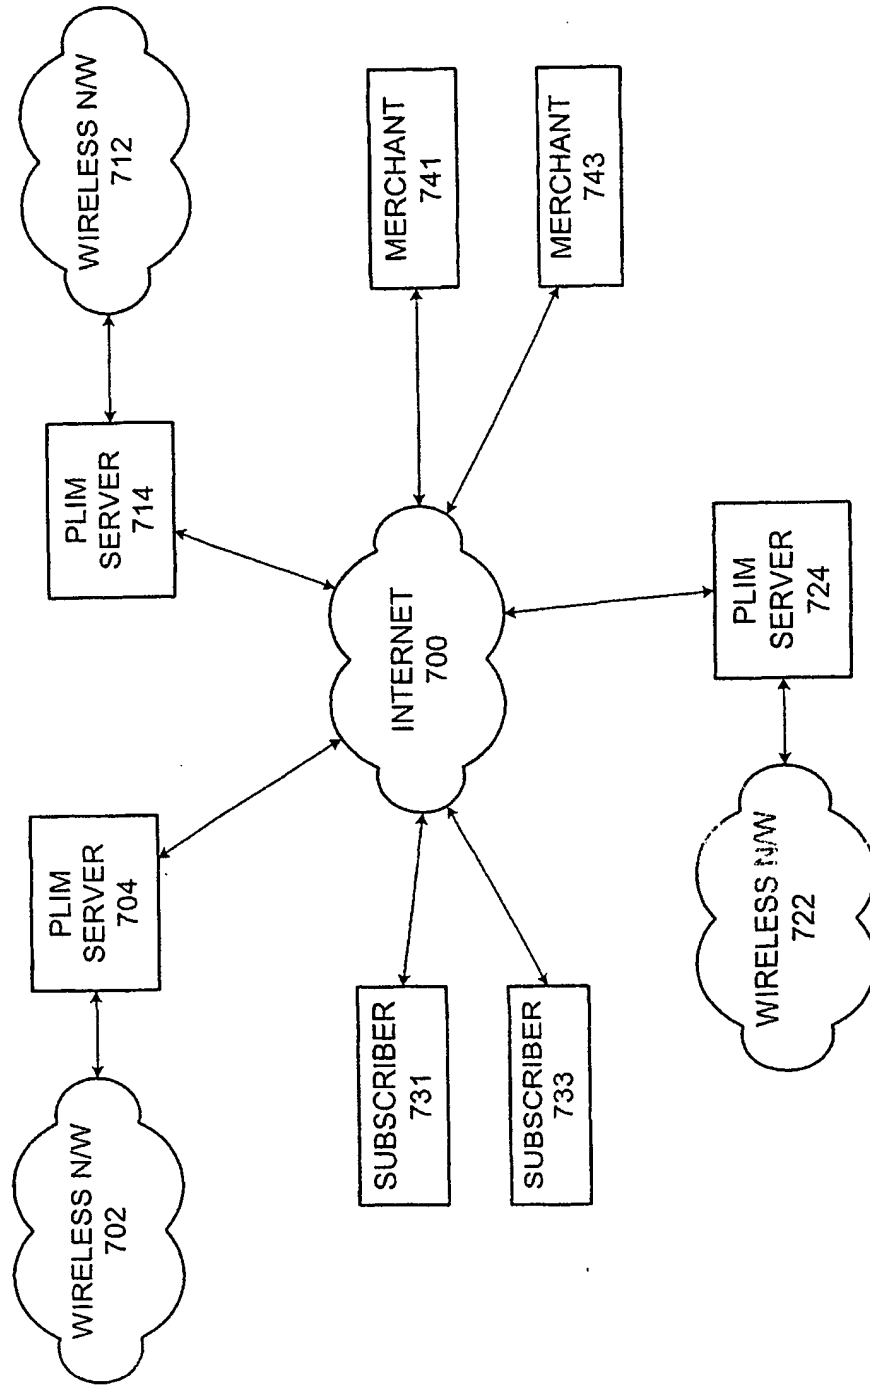 WIRELESS N/W
702
PLIM
SERVER
704
PLIM
SERVER
714
WIRELESS N/W
712
SUBSCRIBER
731
SUBSCRIBER
733
INTERNET
700
MERCHANT
741
MERCHANT
743
WIRELESS N/W
722
PLIM
SERVER
724